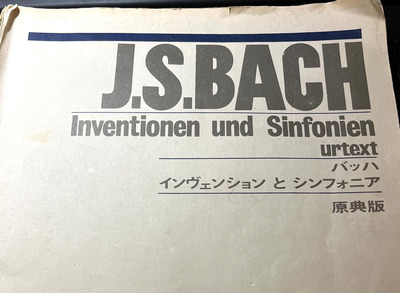 J.S.BACH
Inventionen und Sinfonien
urtext
バッハ
インヴェンション と シンフォニア
原典版